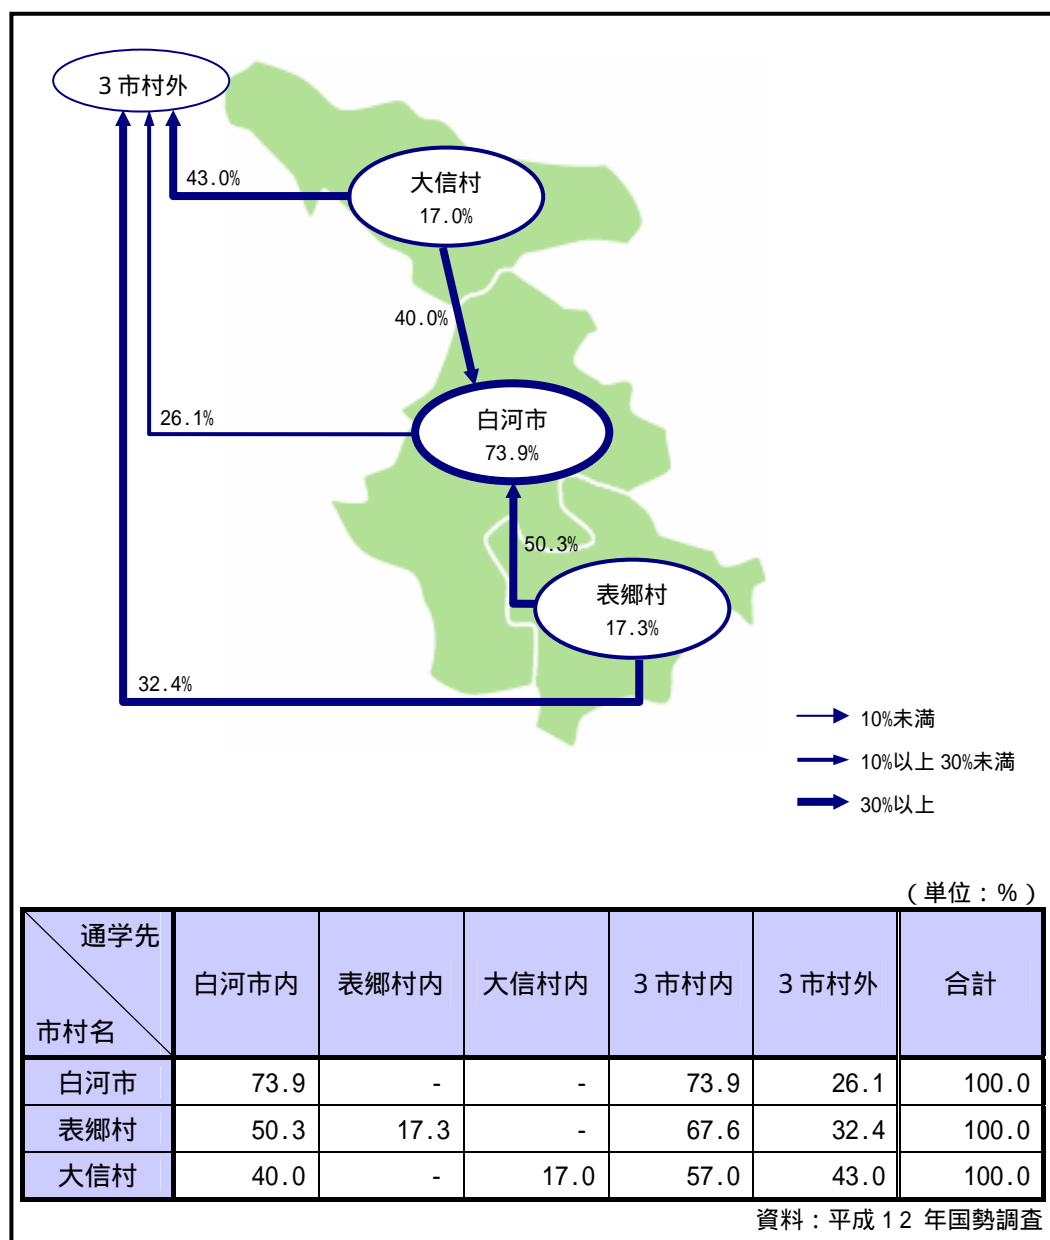 3市村外
43.0%
大信村
17.0%
40.0%
26.1%
白河市
73.9%
50.3%
表郷村
17.3%
32.4%
10%未満
10%以上30%未満
30%以上
(単位:%)
通学先
市村名
白河市内 表郷村内 大信村内 3市村内 3市村外 合計
白河市 73.9 - - 73.9 26.1 100.0
表郷村 50.3 17.3 - 67.6 32.4 100.0
大信村 40.0 - 17.0 57.0 43.0 100.0
資料:平成12年国勢調査